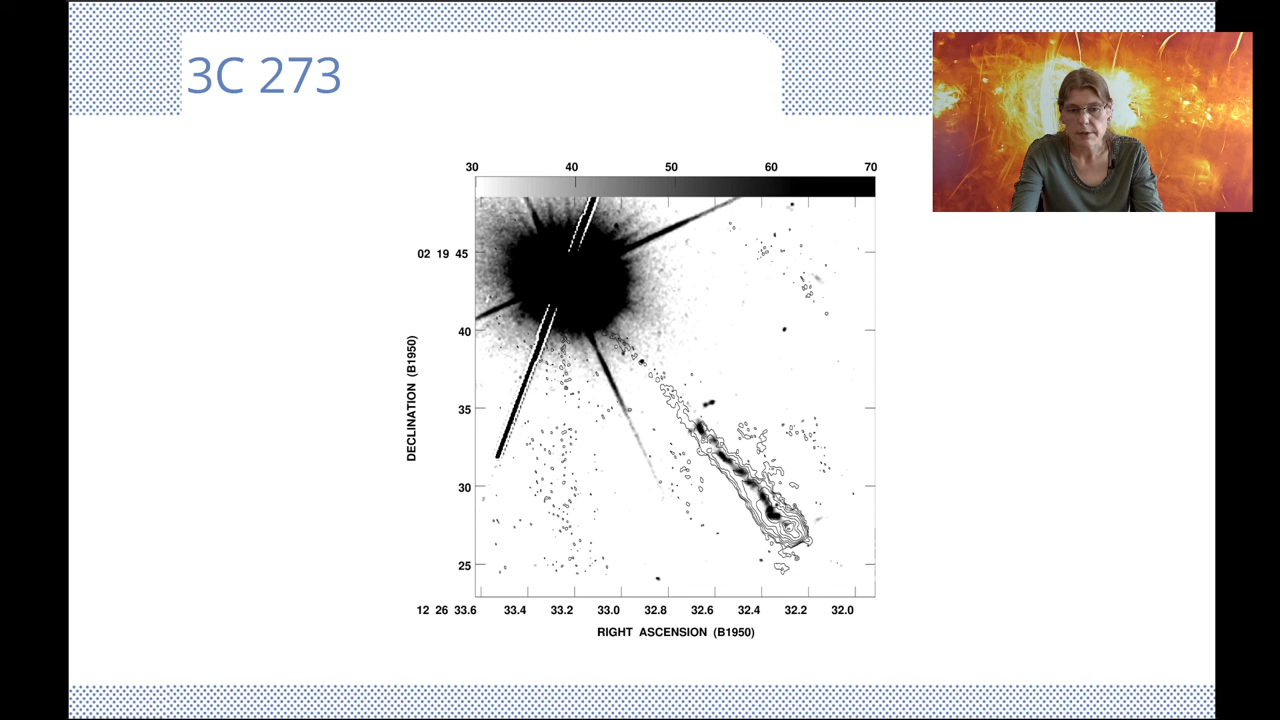 3C 273
30 40 50 60 70
02 19 45
40
35
30
25
DECLINATION (B1950)
12 26 33.6 33.4 33.2 33.0 32.8 32.6 32.4 32.2 32.0
RIGHT ASCENSION (B1950)